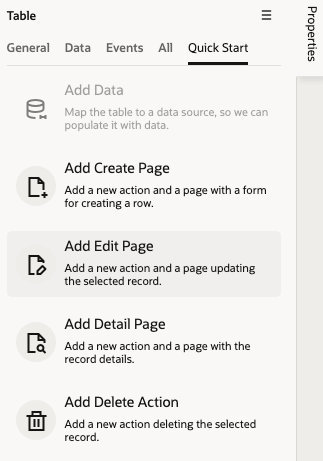 Table
Properties
General Data Events All Quick Start
Add Data
Map the table to a data source, so we can
populate it with data.
Add Create Page
Add a new action and a page with a form
for creating a row.
Add Edit Page
Add a new action and a page updating
the selected record.
Add Detail Page
Add a new action and a page with the
record details.
Add Delete Action
Add a new action deleting the selected
record.